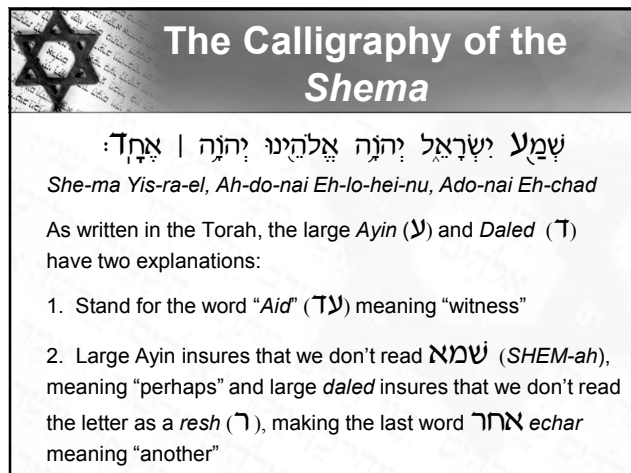 The Calligraphy of the
Shema
שְׁמַ֖ע יִשְׂרָאֵ֑ל יְהוָ֥ה אֱלֹהֵ֖ינוּ יְהוָ֥ה | אֶחָֽד׃
She-ma Yis-ra-el, Ah-do-nai Eh-lo-hei-nu, Ado-nai Eh-chad
As written in the Torah, the large Ayin (ע) and Daled (ד)
have two explanations:
1. Stand for the word “Aid” (עד) meaning “witness”
2. Large Ayin insures that we don’t read שֶׁמא (SHEM-ah),
meaning “perhaps” and large daled insures that we don’t read
the letter as a resh (ר), making the last word אחר echar
meaning “another”